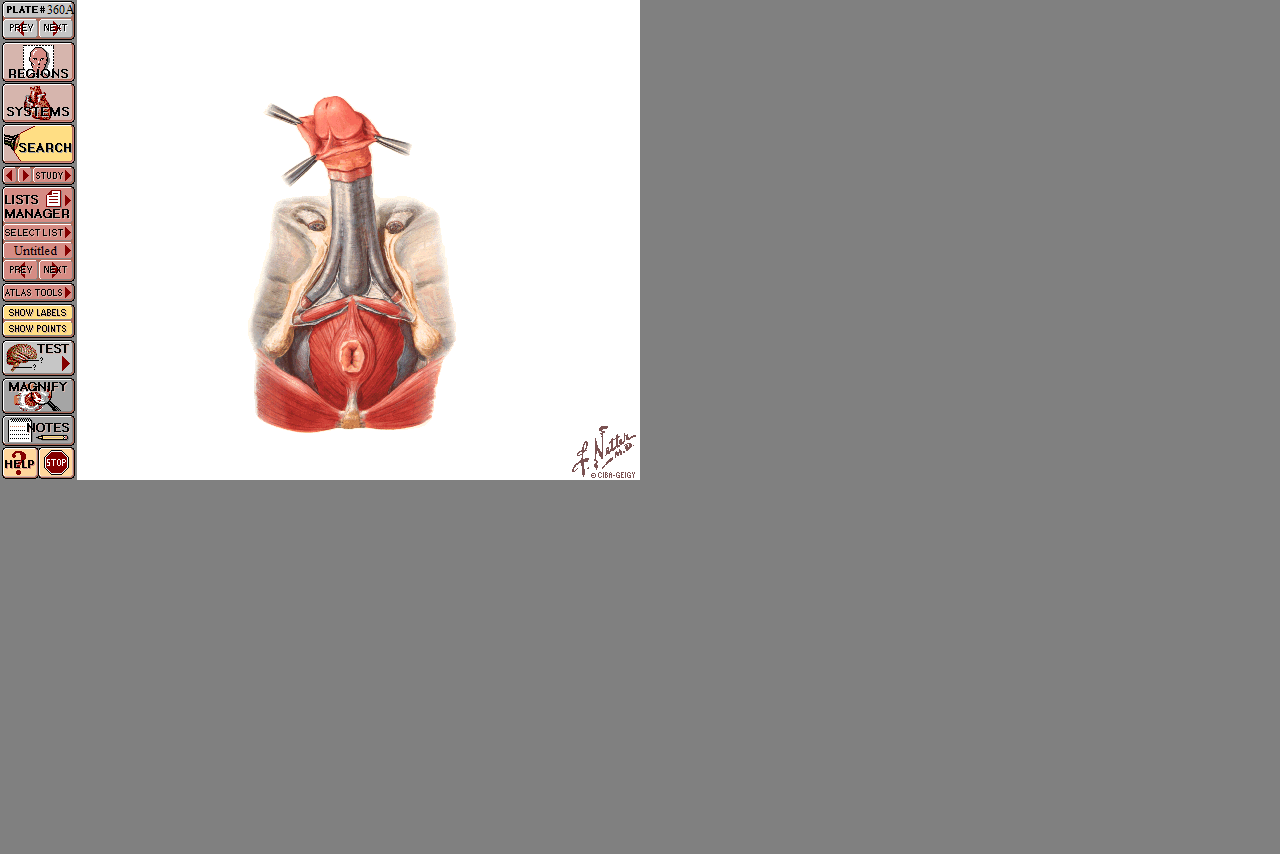 PLATE# 360A
PREV NEXT
REGIONS
SYSTEMS
SEARCH
STUDY
LISTS
MANAGER
SELECT LIST
Untitled
PREV NEXT
ATLAS TOOLS
SHOW LABELS
SHOW POINTS
TEST
MAGNIFY
NOTES
HELP STOP
F. Netter
M.D.
© CIBA-GEIGY